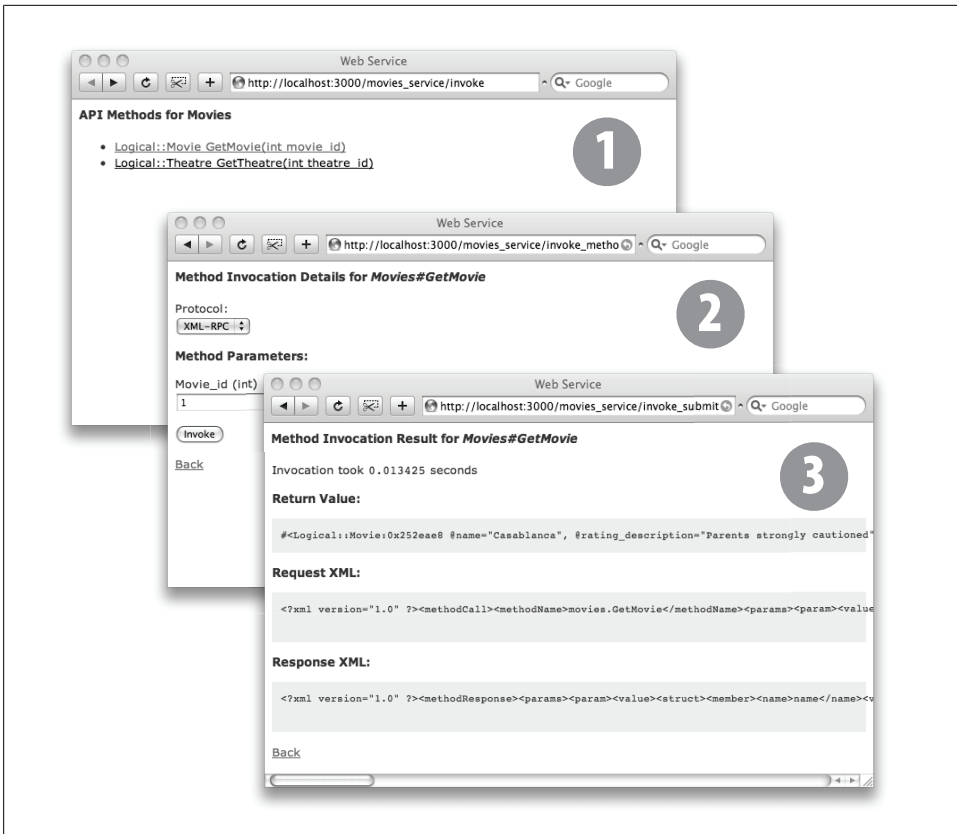 Web Service
http://localhost:3000/movies_service/invoke
Google
API Methods for Movies
• Logical::Movie GetMovie(int movie_id)
• Logical::Theatre GetTheatre(int theatre_id)
1
Web Service
http://localhost:3000/movies_service/invoke_metho
Google
Method Invocation Details for Movies#GetMovie
Protocol:
XML-RPC
Method Parameters:
Movie_id (int)
1
Invoke
Back
2
Web Service
http://localhost:3000/movies_service/invoke_submit
Google
Method Invocation Result for Movies#GetMovie
Invocation took 0.013425 seconds
Return Value:
#<Logical::Movie:0x252eae8 @name="Casablanca", @rating_description="Parents strongly cautioned"
Request XML:
<?xml version="1.0" ?><methodCall><methodName>movies.GetMovie</methodName><params><param><value
Response XML:
<?xml version="1.0" ?><methodResponse><params><param><value><struct><member><name>name</name><v
Back
3